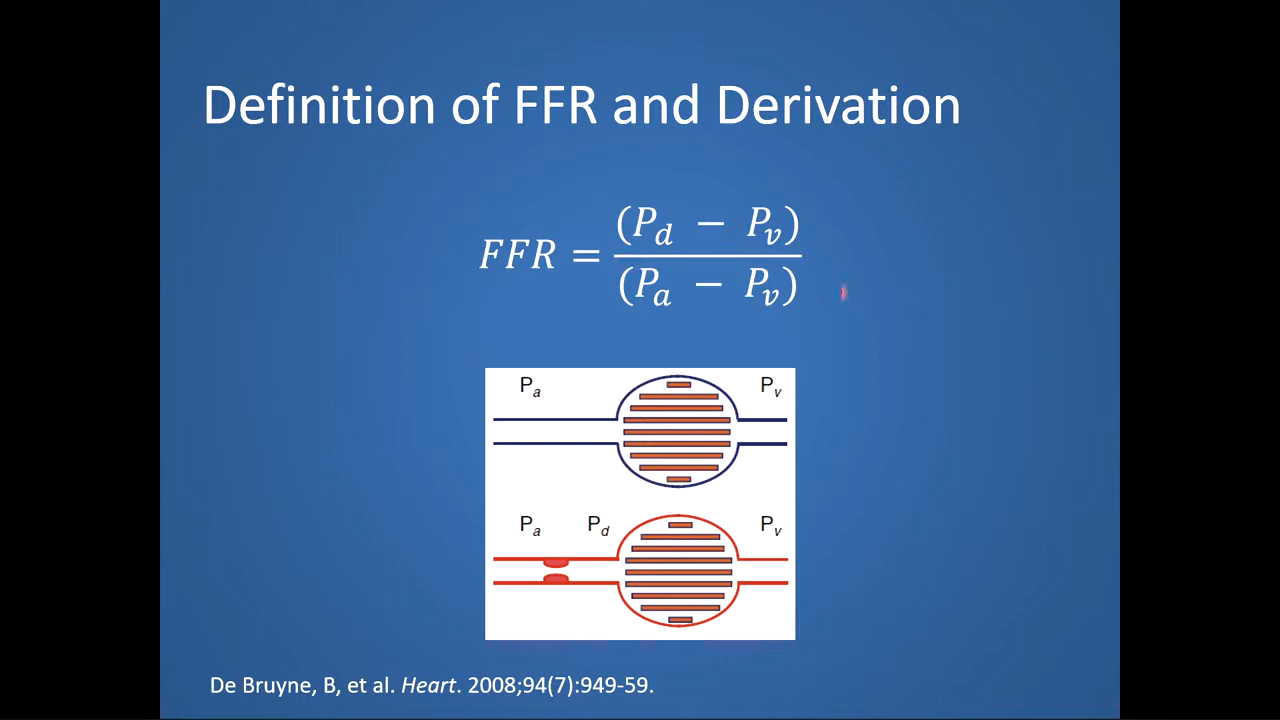 Definition of FFR and Derivation
FFR = (P_d − P_v) / (P_a − P_v)
P_a P_v
P_a P_d P_v
De Bruyne, B, et al. Heart. 2008;94(7):949-59.